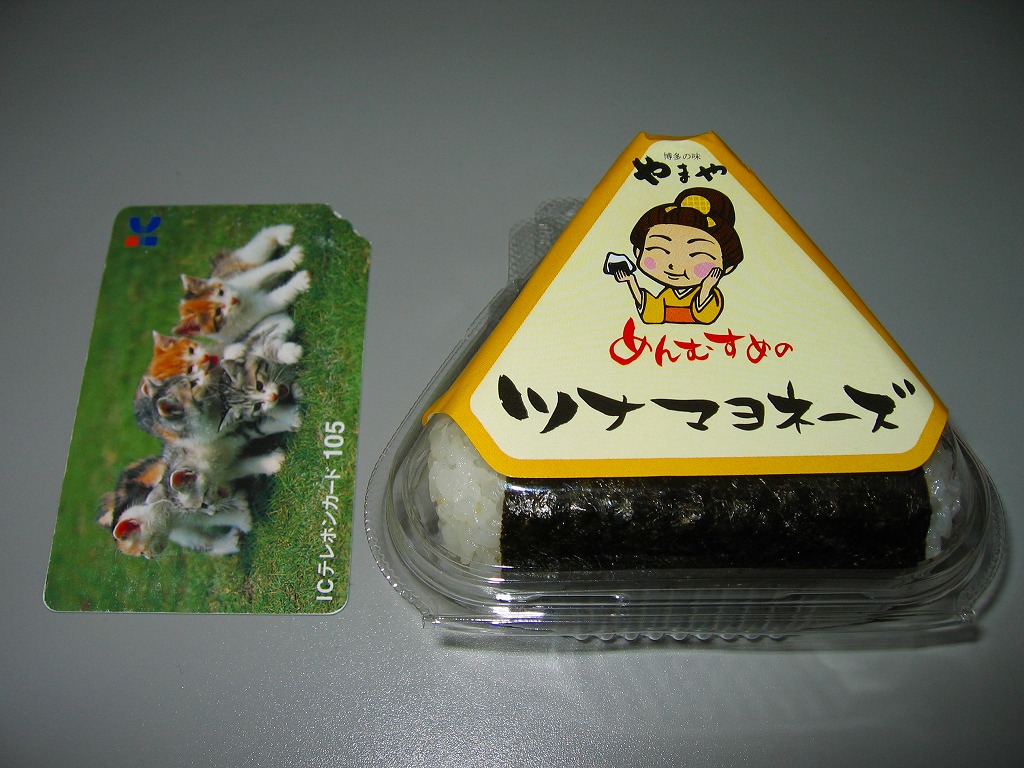 ICテレホンカード 105
博多の味
やまや
めんむすめの
ツナマヨネーズ